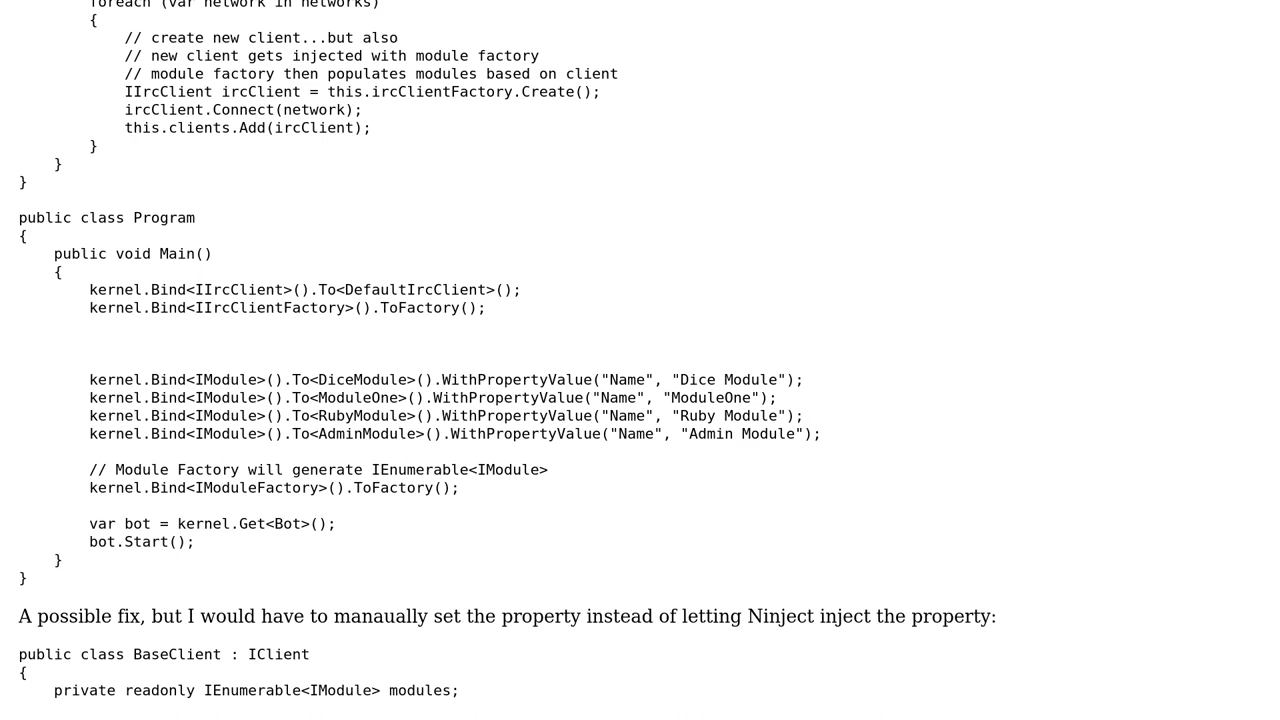 foreach (var network in networks)
        {
            // create new client...but also
            // new client gets injected with module factory
            // module factory then populates modules based on client
            IIrcClient ircClient = this.ircClientFactory.Create();
            ircClient.Connect(network);
            this.clients.Add(ircClient);
        }
    }
}

public class Program
{
    public void Main()
    {
        kernel.Bind<IIrcClient>().To<DefaultIrcClient>();
        kernel.Bind<IIrcClientFactory>().ToFactory();

        kernel.Bind<IModule>().To<DiceModule>().WithPropertyValue("Name", "Dice Module");
        kernel.Bind<IModule>().To<ModuleOne>().WithPropertyValue("Name", "ModuleOne");
        kernel.Bind<IModule>().To<RubyModule>().WithPropertyValue("Name", "Ruby Module");
        kernel.Bind<IModule>().To<AdminModule>().WithPropertyValue("Name", "Admin Module");

        // Module Factory will generate IEnumerable<IModule>
        kernel.Bind<IModuleFactory>().ToFactory();

        var bot = kernel.Get<Bot>();
        bot.Start();
    }
}

A possible fix, but I would have to manaually set the property instead of letting Ninject inject the property:

public class BaseClient : IClient
{
    private readonly IEnumerable<IModule> modules;